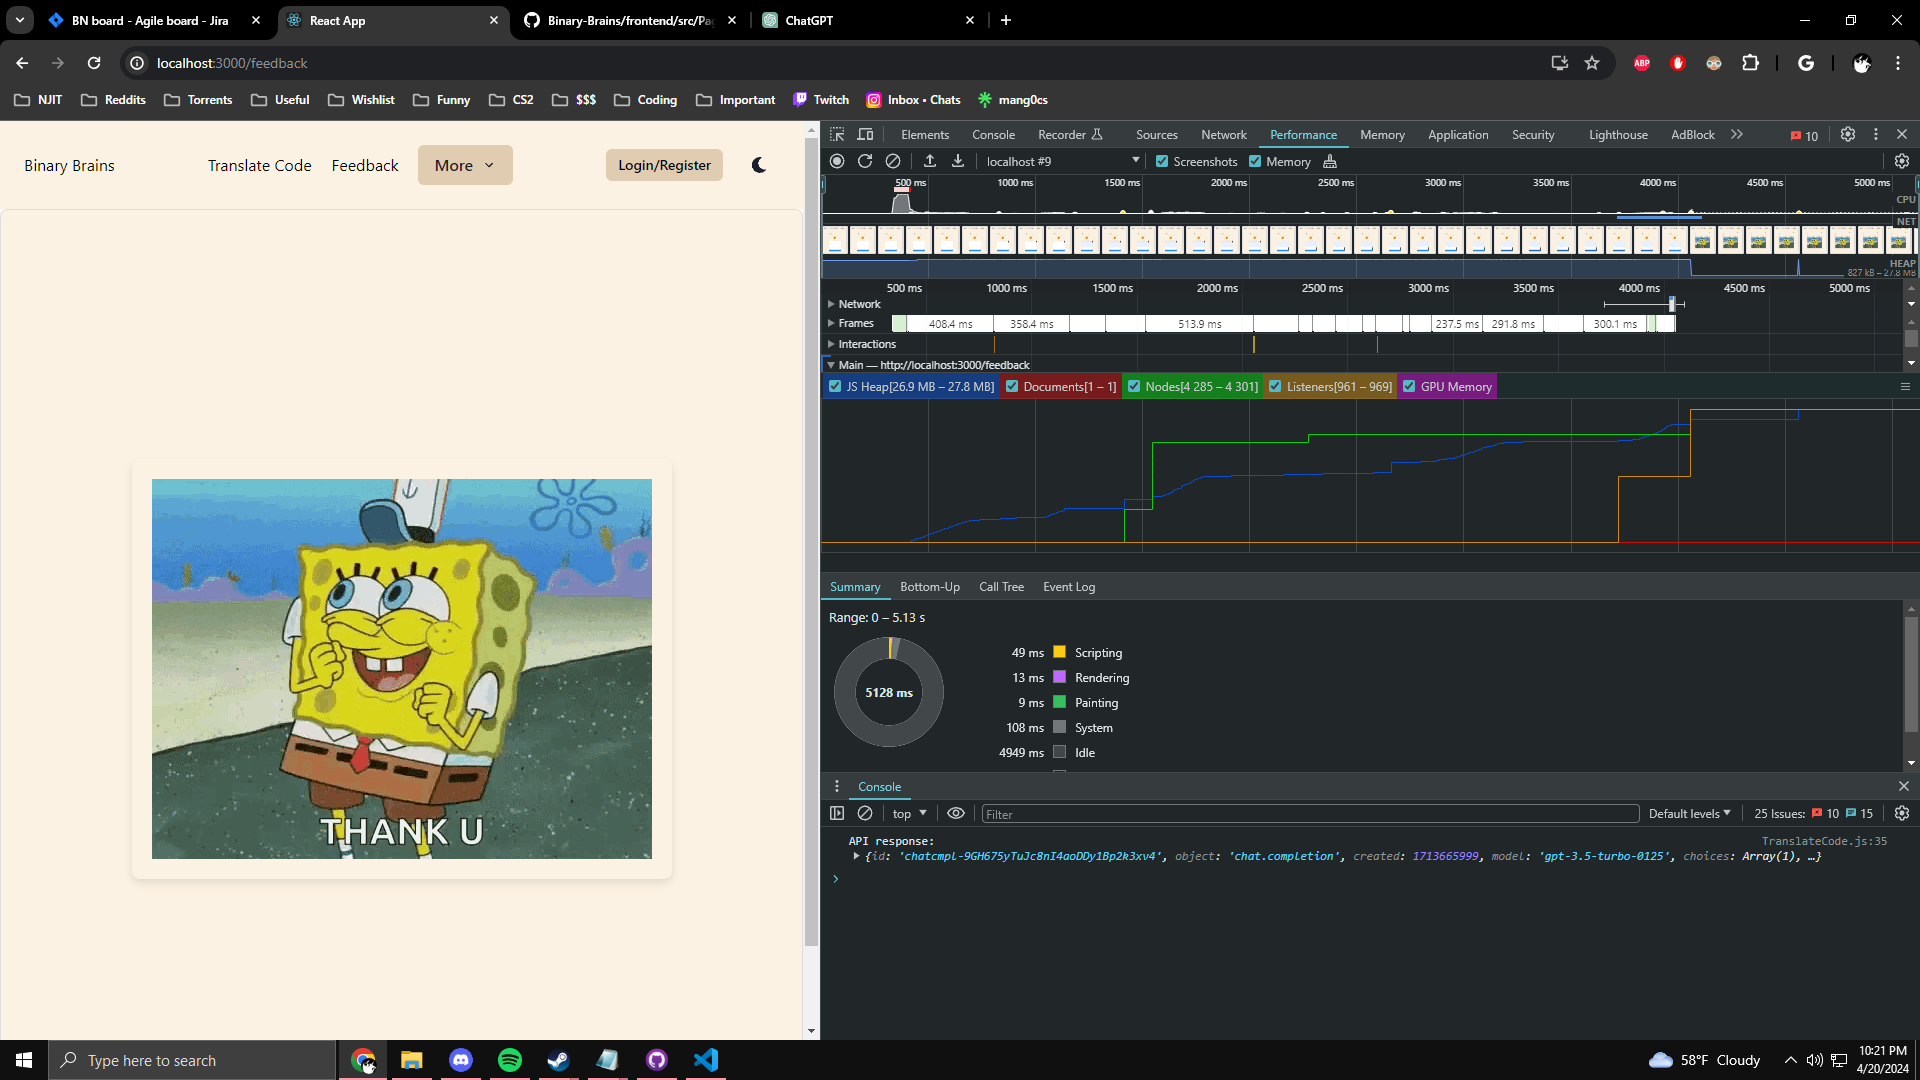 BN board - Agile board - Jira
React App
Binary-Brains/frontend/src/Pa
ChatGPT
localhost:3000/feedback
NJIT
Reddits
Torrents
Useful
Wishlist
Funny
CS2
$$$
Coding
Important
Twitch
Inbox • Chats
mang0cs
Binary Brains
Translate Code
Feedback
More
Login/Register
THANK U
Elements
Console
Recorder
Sources
Network
Performance
Memory
Application
Security
Lighthouse
AdBlock
10
localhost #9
Screenshots
Memory
500 ms
1000 ms
1500 ms
2000 ms
2500 ms
3000 ms
3500 ms
4000 ms
4500 ms
5000 ms
CPU
NET
HEAP
827 kB – 27.8 MB
500 ms
1000 ms
1500 ms
2000 ms
2500 ms
3000 ms
3500 ms
4000 ms
4500 ms
5000 ms
Network
Frames
408.4 ms
358.4 ms
513.9 ms
237.5 ms
291.8 ms
300.1 ms
Interactions
Main — http://localhost:3000/feedback
JS Heap[26.9 MB – 27.8 MB]
Documents[1 – 1]
Nodes[4 285 – 4 301]
Listeners[961 – 969]
GPU Memory
Summary
Bottom-Up
Call Tree
Event Log
Range: 0 – 5.13 s
5128 ms
49 ms Scripting
13 ms Rendering
9 ms Painting
108 ms System
4949 ms Idle
Console
top
Filter
Default levels
25 Issues: 10 15
API response:
TranslateCode.js:35
{id: 'chatcmpl-9GH675yTuJc8nI4aoDDy1Bp2k3xv4', object: 'chat.completion', created: 1713665999, model: 'gpt-3.5-turbo-0125', choices: Array(1), …}
Type here to search
58°F Cloudy
10:21 PM
4/20/2024